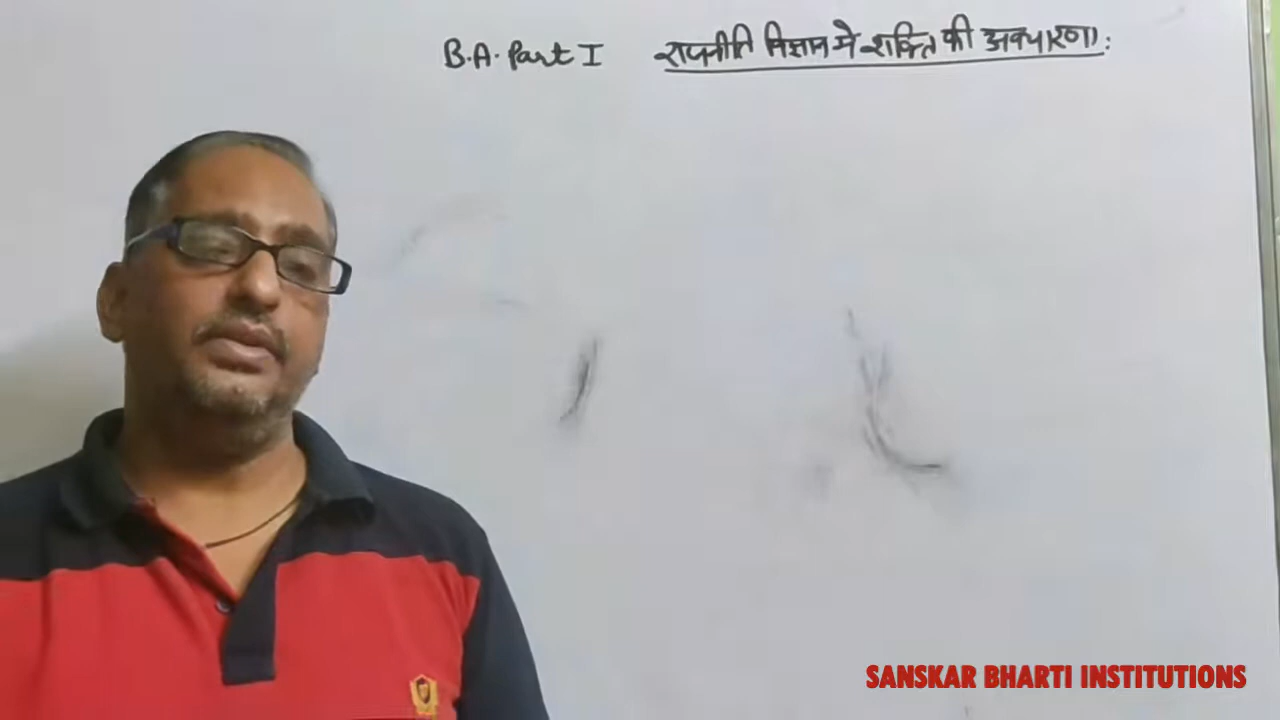 B.A. Part I राजनीति विज्ञान मे शक्ति की अवधारणा :
SANSKAR BHARTI INSTITUTIONS